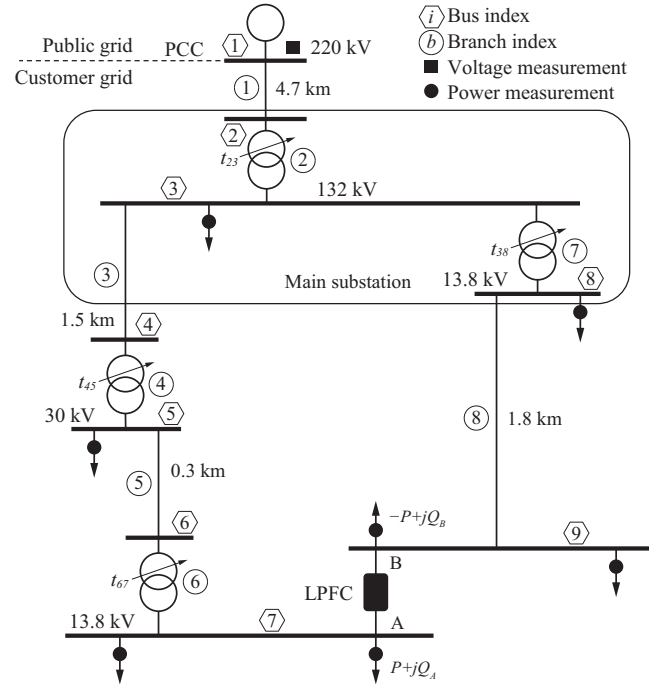 i Bus index
Public grid PCC 1 220 kV
b Branch index
Customer grid
Voltage measurement
1 4.7 km
Power measurement
2
t23 2
3 132 kV
t38 7
3 Main substation 13.8 kV 8
1.5 km 4
t45 4
30 kV 5
8 1.8 km
0.3 km
5
6
−P+jQB
9
B
t67 6
LPFC
13.8 kV 7 A
P+jQA